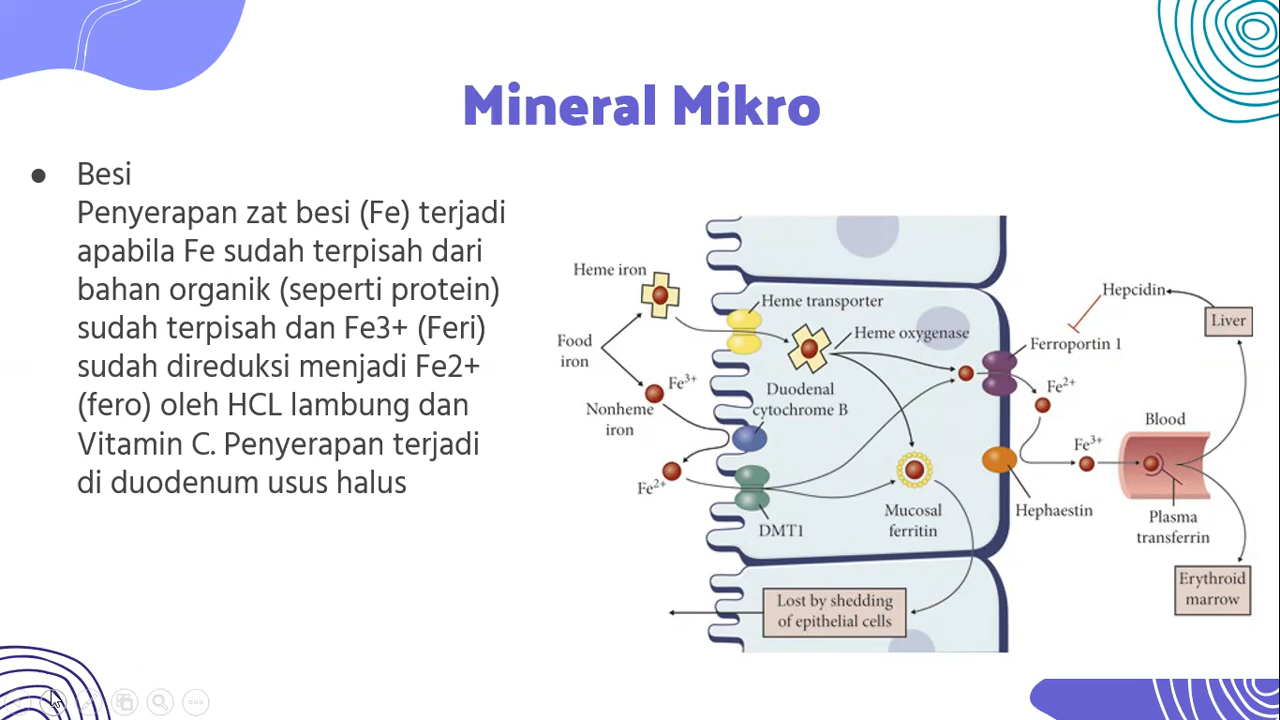 Mineral Mikro
● Besi
Penyerapan zat besi (Fe) terjadi
apabila Fe sudah terpisah dari
bahan organik (seperti protein)
sudah terpisah dan Fe3+ (Feri)
sudah direduksi menjadi Fe2+
(fero) oleh HCL lambung dan
Vitamin C. Penyerapan terjadi
di duodenum usus halus
Heme iron
Heme transporter
Food
iron
Heme oxygenase
Fe³⁺
Nonheme
iron
Duodenal
cytochrome B
Fe²⁺
DMT1
Mucosal
ferritin
Lost by shedding
of epithelial cells
Hepcidin
Liver
Ferroportin 1
Fe²⁺
Blood
Fe³⁺
Hephaestin
Plasma
transferrin
Erythroid
marrow